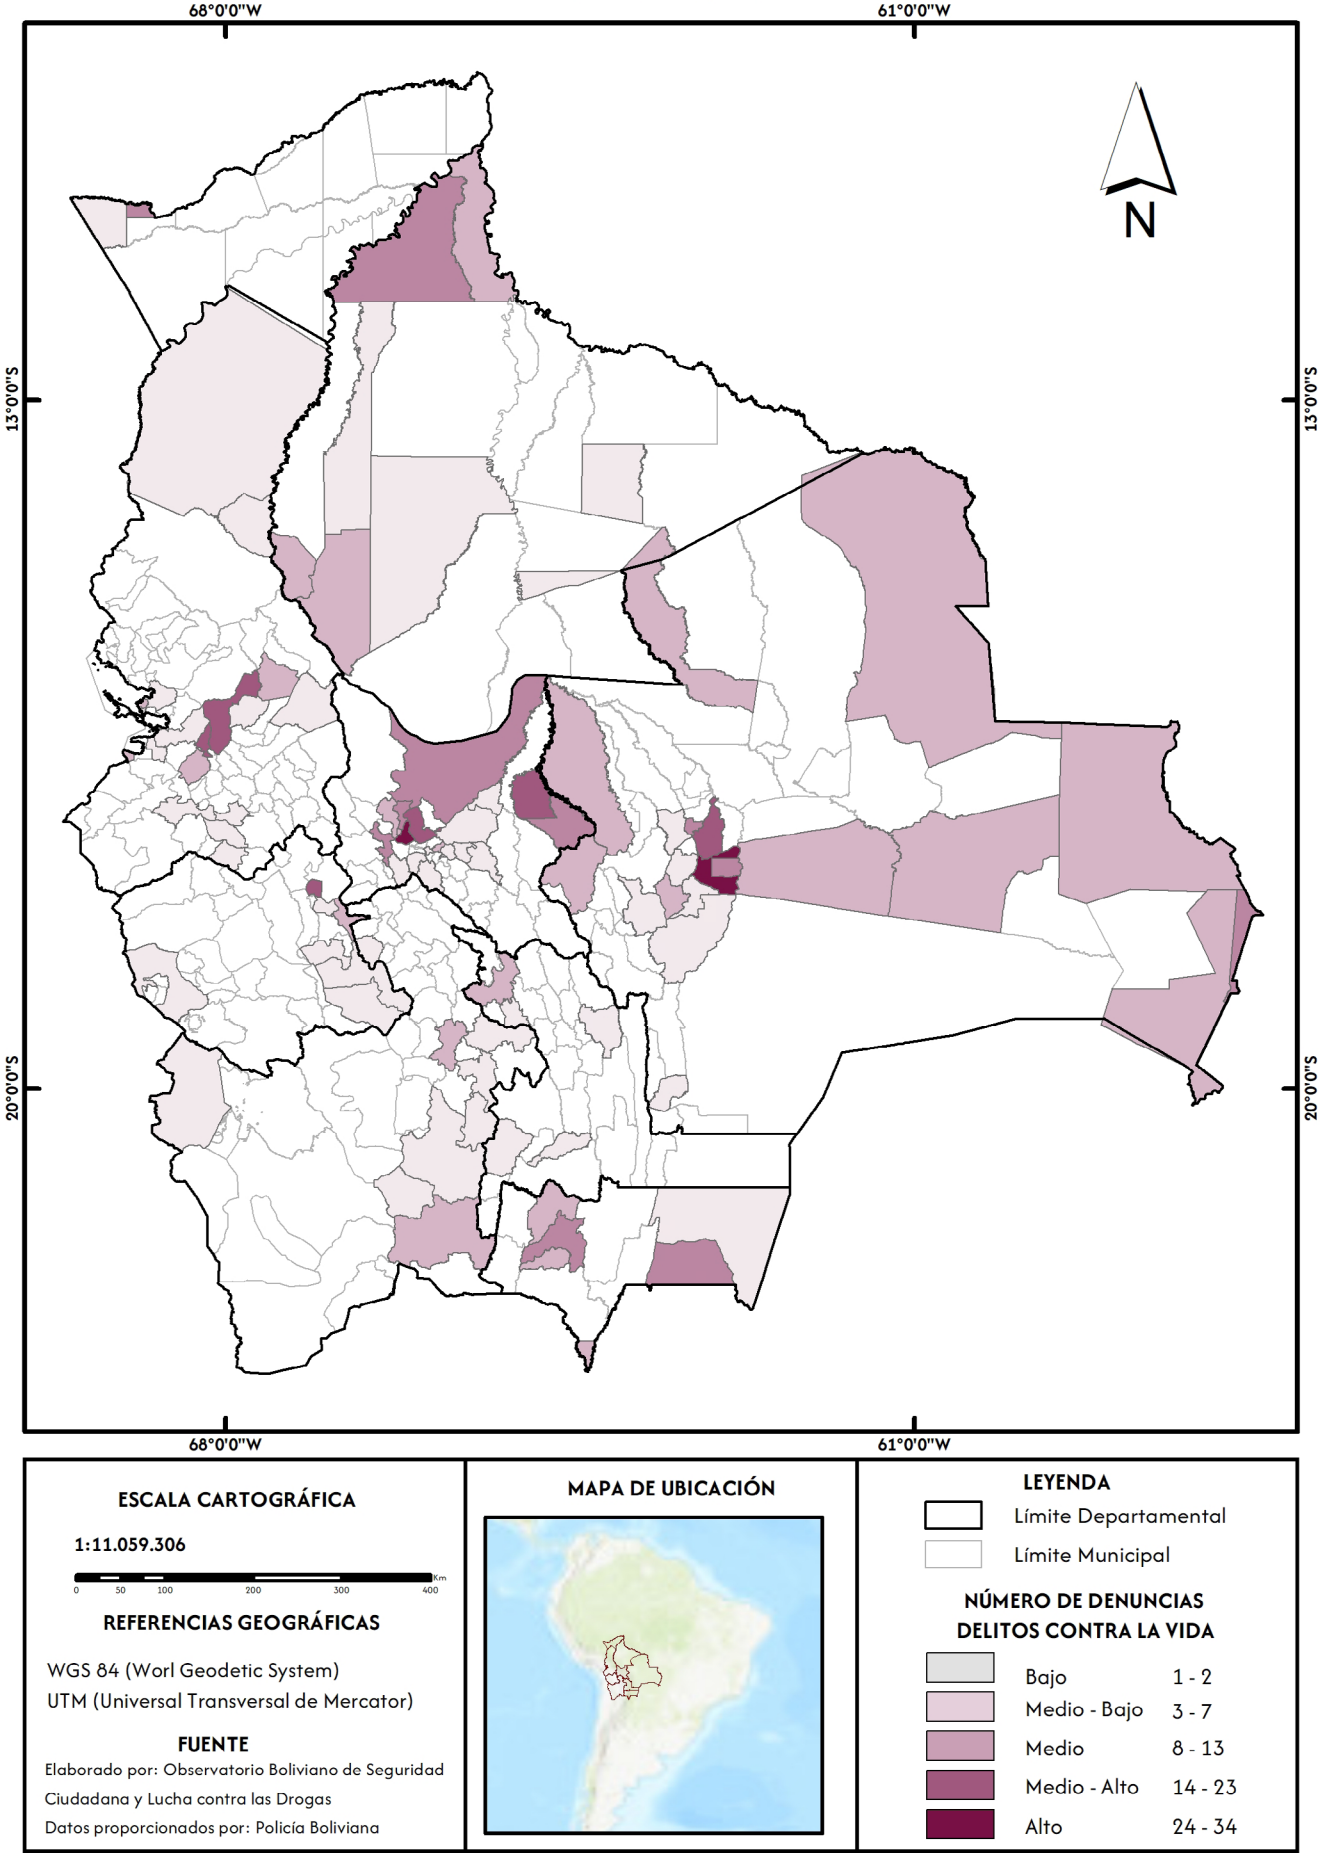 68°0'0"W
61°0'0"W
N
13°0'0"S
13°0'0"S
20°0'0"S
20°0'0"S
68°0'0"W
61°0'0"W
ESCALA CARTOGRÁFICA
1:11.059.306
Km
0 50 100 200 300 400
REFERENCIAS GEOGRÁFICAS
WGS 84 (Worl Geodetic System)
UTM (Universal Transversal de Mercator)
FUENTE
Elaborado por: Observatorio Boliviano de Seguridad
Ciudadana y Lucha contra las Drogas
Datos proporcionados por: Policía Boliviana
MAPA DE UBICACIÓN
LEYENDA
Límite Departamental
Límite Municipal
NÚMERO DE DENUNCIAS
DELITOS CONTRA LA VIDA
Bajo 1 - 2
Medio - Bajo 3 - 7
Medio 8 - 13
Medio - Alto 14 - 23
Alto 24 - 34